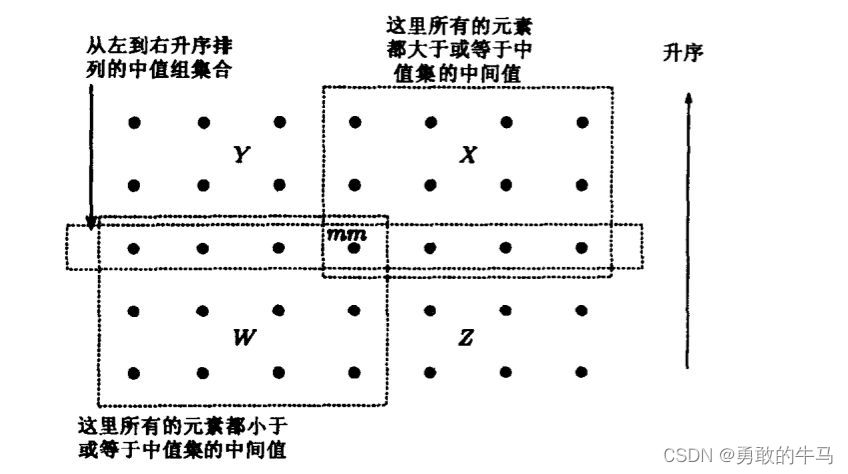 从左到右升序排
列的中值组集合
这里所有的元素
都大于或等于中
值集的中间值
升序
Y
X
mm
W
Z
这里所有的元素都小于
或等于中值集的中间值
CSDN @勇敢的牛马